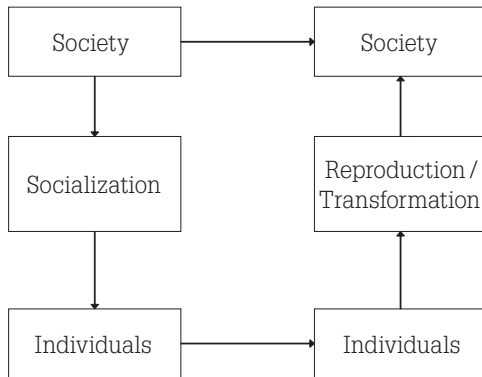 Society
Society
Socialization
Reproduction /
Transformation
Individuals
Individuals